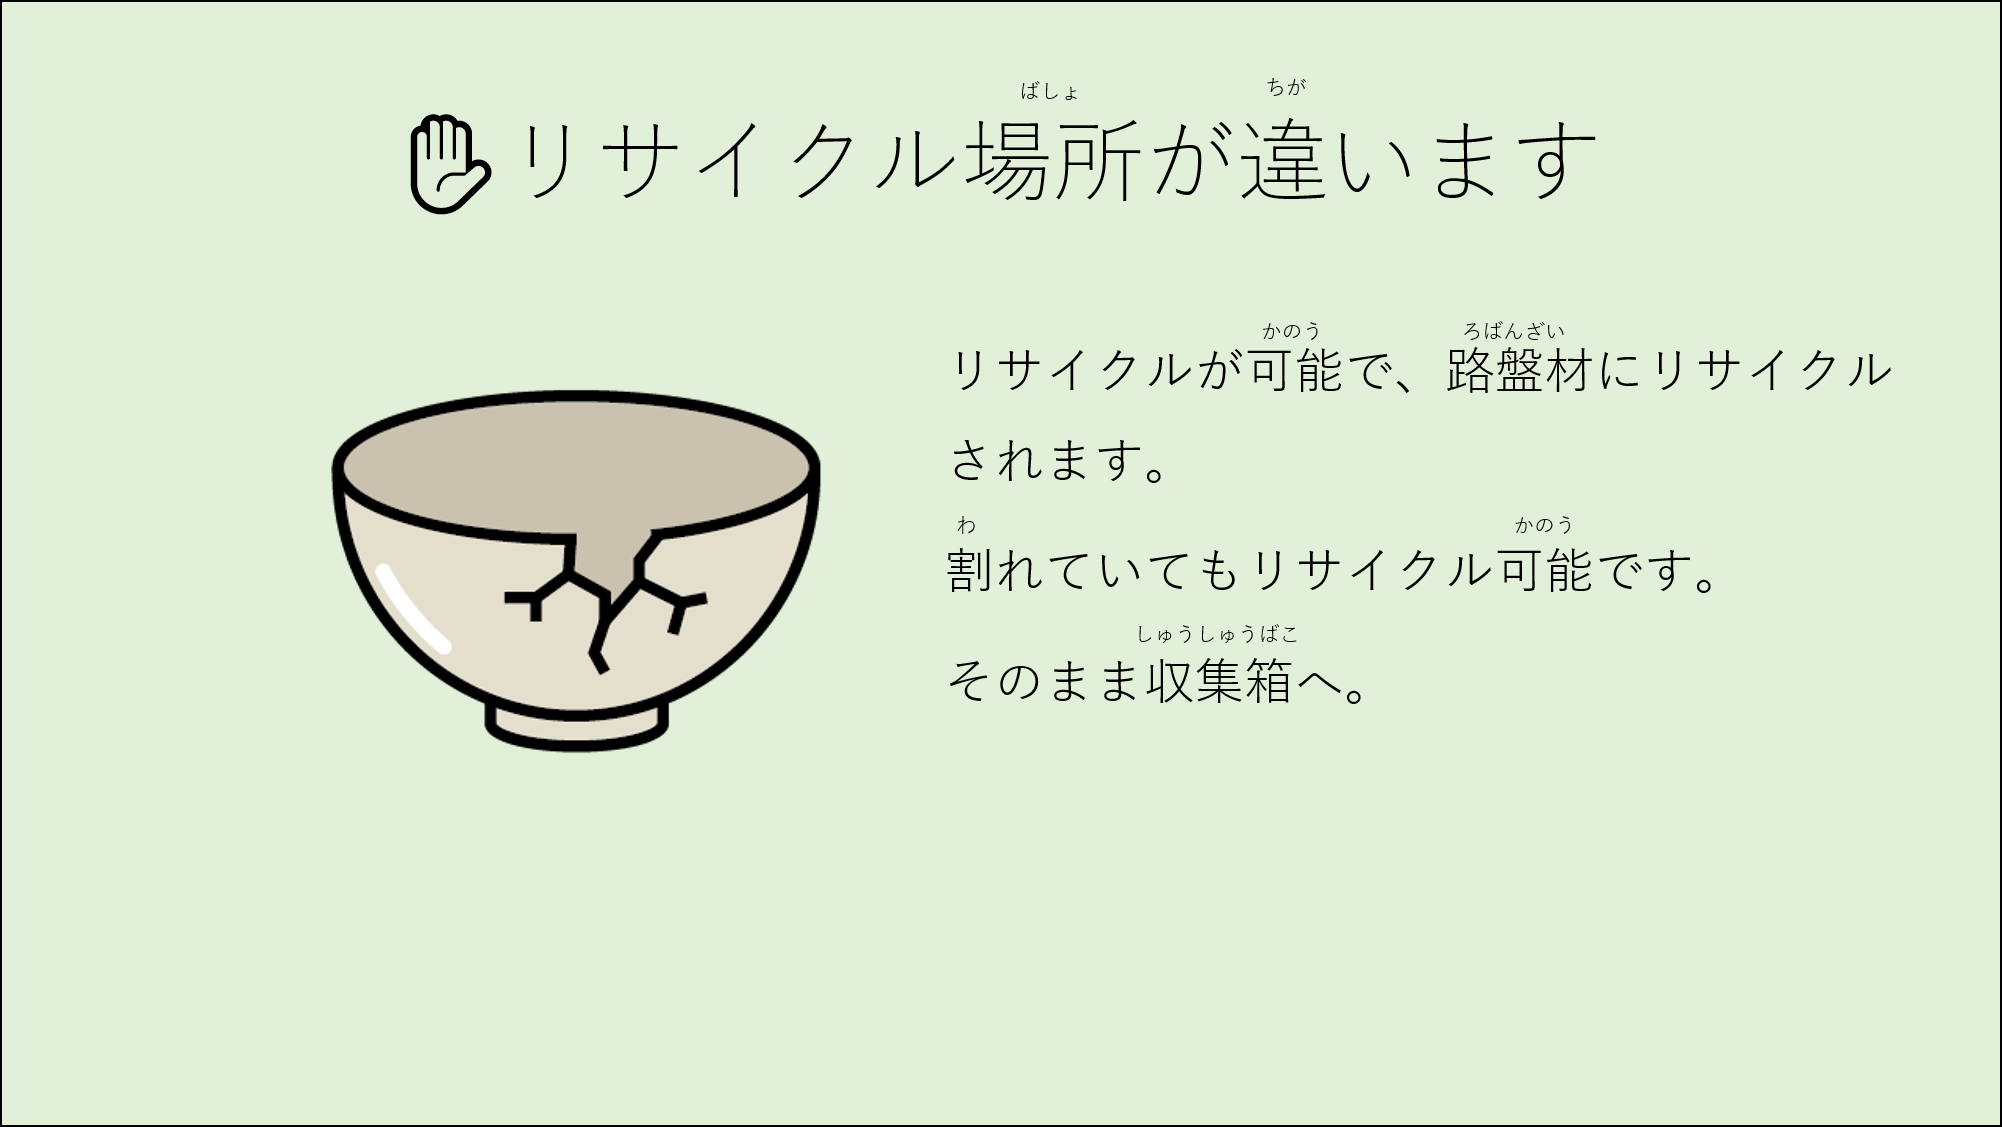 ばしょ ちが
リサイクル場所が違います
かのう ろばんざい
リサイクルが可能で、路盤材にリサイクル
されます。
わ かのう
割れていてもリサイクル可能です。
しゅうしゅうばこ
そのまま収集箱へ。